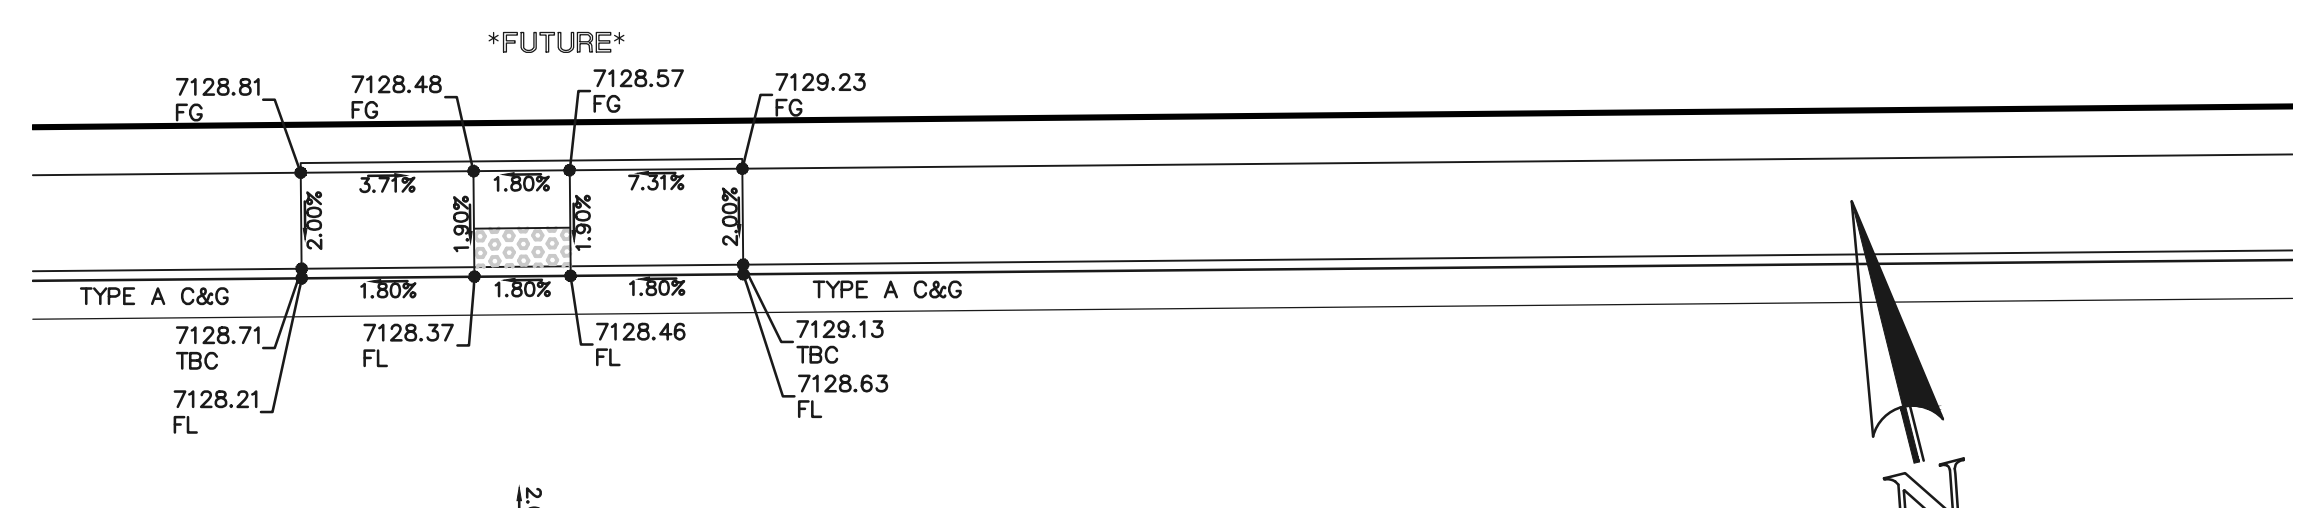 *FUTURE*
7128.81
FG
7128.48
FG
7128.57
FG
7129.23
FG
3.71%
1.80%
7.31%
2.00%
1.90%
1.90%
2.00%
1.80%
1.80%
1.80%
TYPE A C&G
TYPE A C&G
7128.71
TBC
7128.21
FL
7128.37
FL
7128.46
FL
7129.13
TBC
7128.63
FL
N